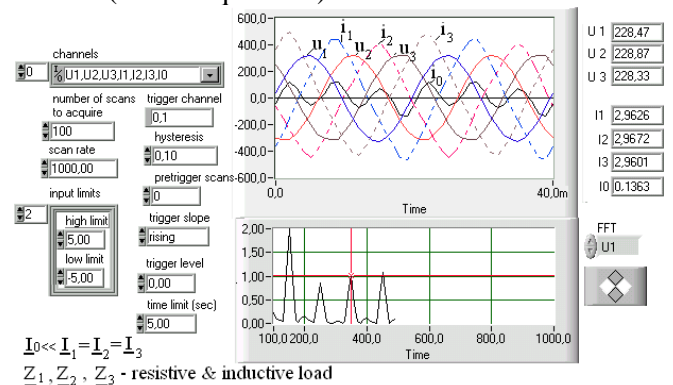 channels
0
U1,U2,U3,I1,I2,I3,I0
number of scans to acquire
100
scan rate
1000,00
input limits
2
high limit
5,00
low limit
-5,00
trigger channel
0,1
hysteresis
0,10
pretrigger scans
0
trigger slope
rising
trigger level
0,00
time limit (sec)
5,00
600,0
400,0
200,0
0,0
-200,0
-400,0
-600,0
u1
i1
u2
i2
u3
i3
i0
0,0
40,0m
Time
U 1 228,47
U 2 228,87
U 3 228,33
I1 2,9626
I2 2,9672
I3 2,9601
I0 0,1363
FFT
U1
2,00
1,50
1,00
0,50
0,00
100,0 200,0 400,0 600,0 800,0 1000,0
Time
I0<< I1=I2=I3
Z1 , Z2 , Z3 - resistive & inductive load